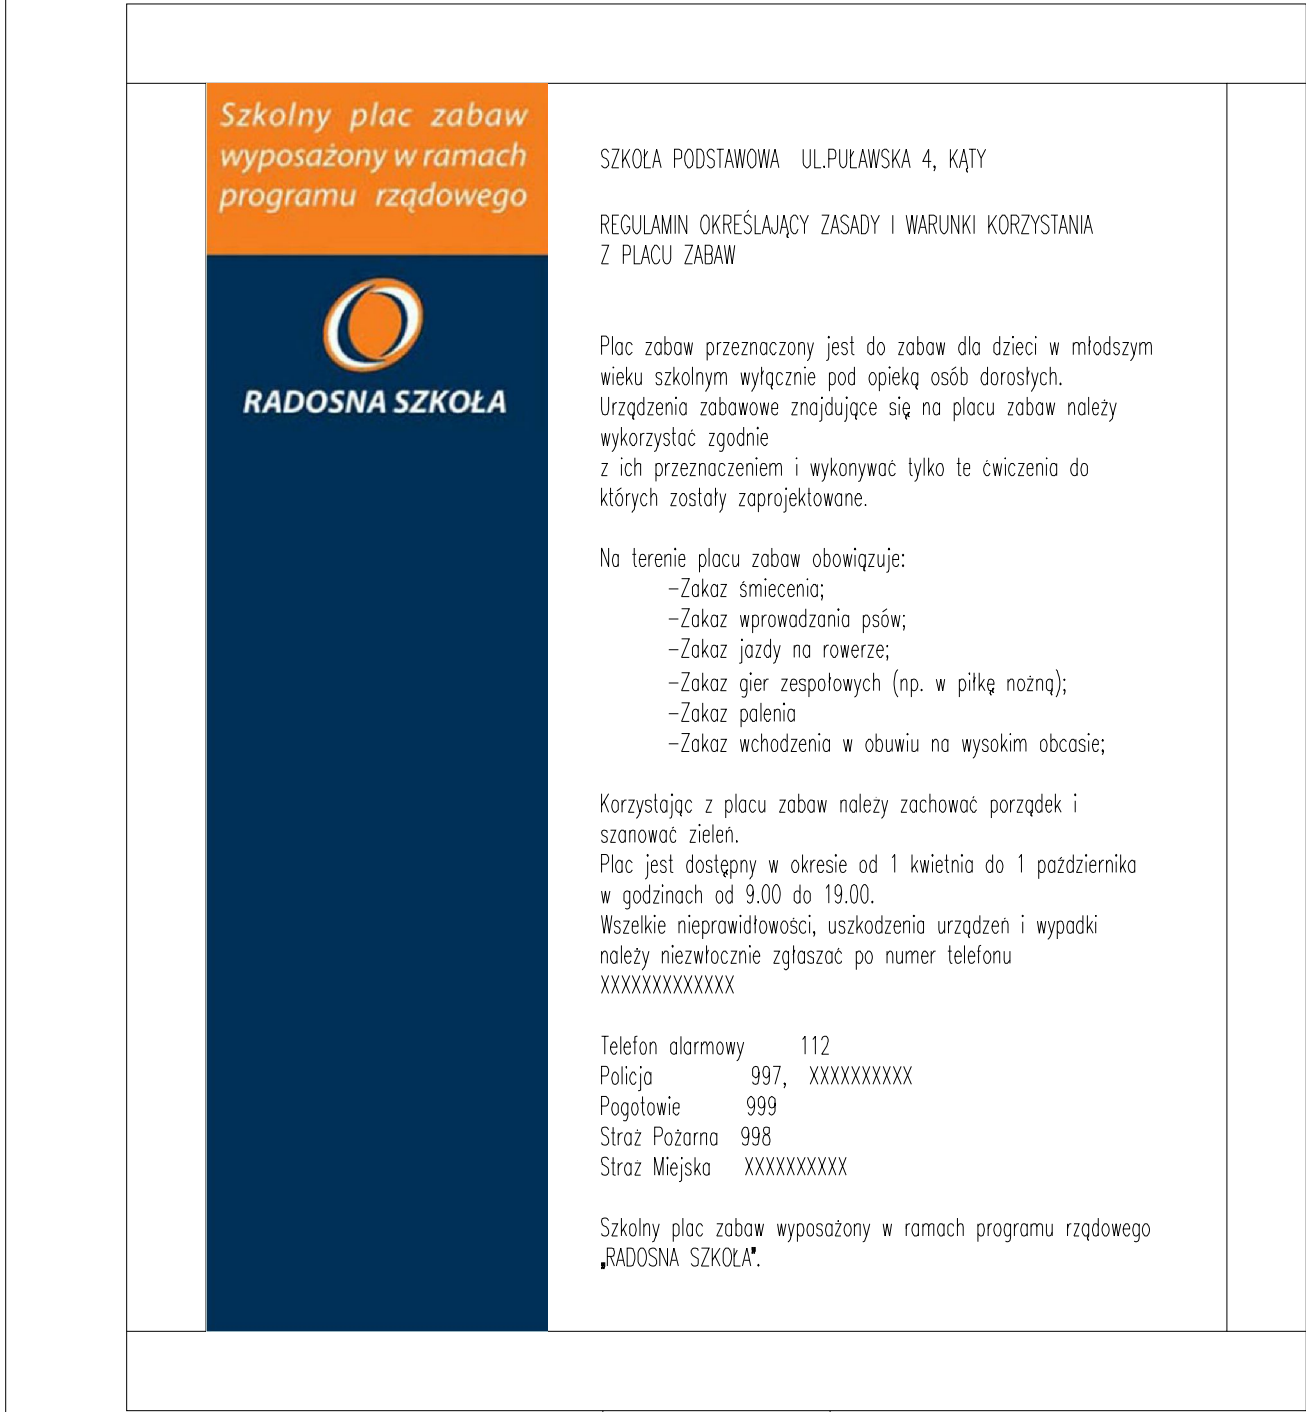 Szkolny plac zabaw
wyposażony w ramach
programu rządowego
RADOSNA SZKOŁA
SZKOŁA PODSTAWOWA UL.PUŁAWSKA 4, KĄTY
REGULAMIN OKREŚLAJĄCY ZASADY I WARUNKI KORZYSTANIA
Z PLACU ZABAW
Plac zabaw przeznaczony jest do zabaw dla dzieci w młodszym
wieku szkolnym wyłącznie pod opieką osób dorosłych.
Urządzenia zabawowe znajdujące się na placu zabaw należy
wykorzystać zgodnie
z ich przeznaczeniem i wykonywać tylko te ćwiczenia do
których zostały zaprojektowane.
Na terenie placu zabaw obowiązuje:
-Zakaz śmiecenia;
-Zakaz wprowadzania psów;
-Zakaz jazdy na rowerze;
-Zakaz gier zespołowych (np. w piłkę nożną);
-Zakaz palenia
-Zakaz wchodzenia w obuwiu na wysokim obcasie;
Korzystając z placu zabaw należy zachować porządek i
szanować zieleń.
Plac jest dostępny w okresie od 1 kwietnia do 1 października
w godzinach od 9.00 do 19.00.
Wszelkie nieprawidłowości, uszkodzenia urządzeń i wypadki
należy niezwłocznie zgłaszać po numer telefonu
XXXXXXXXXXXXX
Telefon alarmowy 112
Policja 997, XXXXXXXXXX
Pogotowie 999
Straż Pożarna 998
Straż Miejska XXXXXXXXXX
Szkolny plac zabaw wyposażony w ramach programu rządowego
„RADOSNA SZKOŁA".